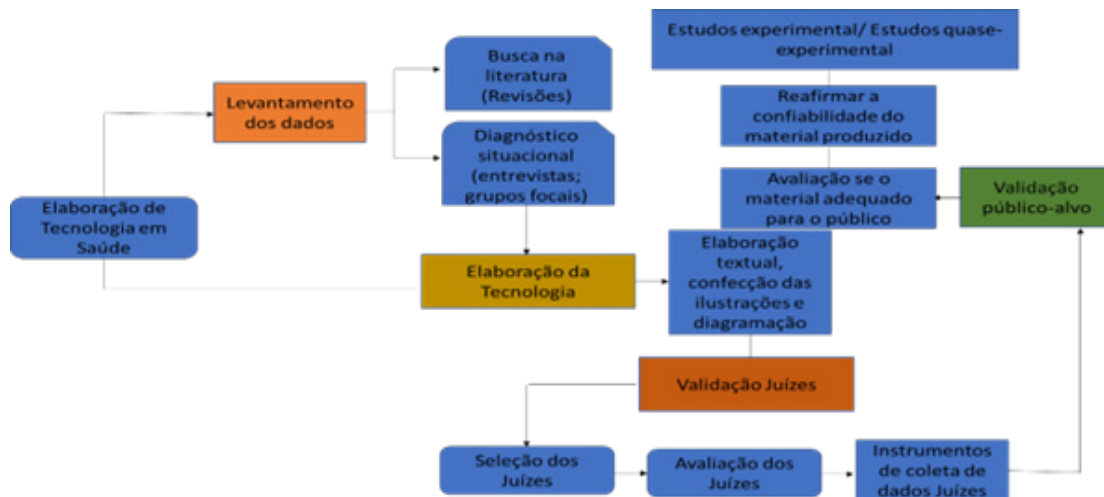 Estudos experimental/ Estudos quase-
experimental
Busca na
literatura
(Revisões)
Levantamento
dos dados
Reafirmar a
confiabilidade do
material produzido
Diagnóstico
situacional
(entrevistas;
grupos focais)
Avaliação se o
material adequado
para o público
Validação
público-alvo
Elaboração de
Tecnologia em
Saúde
Elaboração da
Tecnologia
Elaboração
textual,
confecção das
ilustrações e
diagramação
Validação Juízes
Seleção dos
Juízes
Avaliação dos
Juízes
Instrumentos
de coleta de
dados Juízes